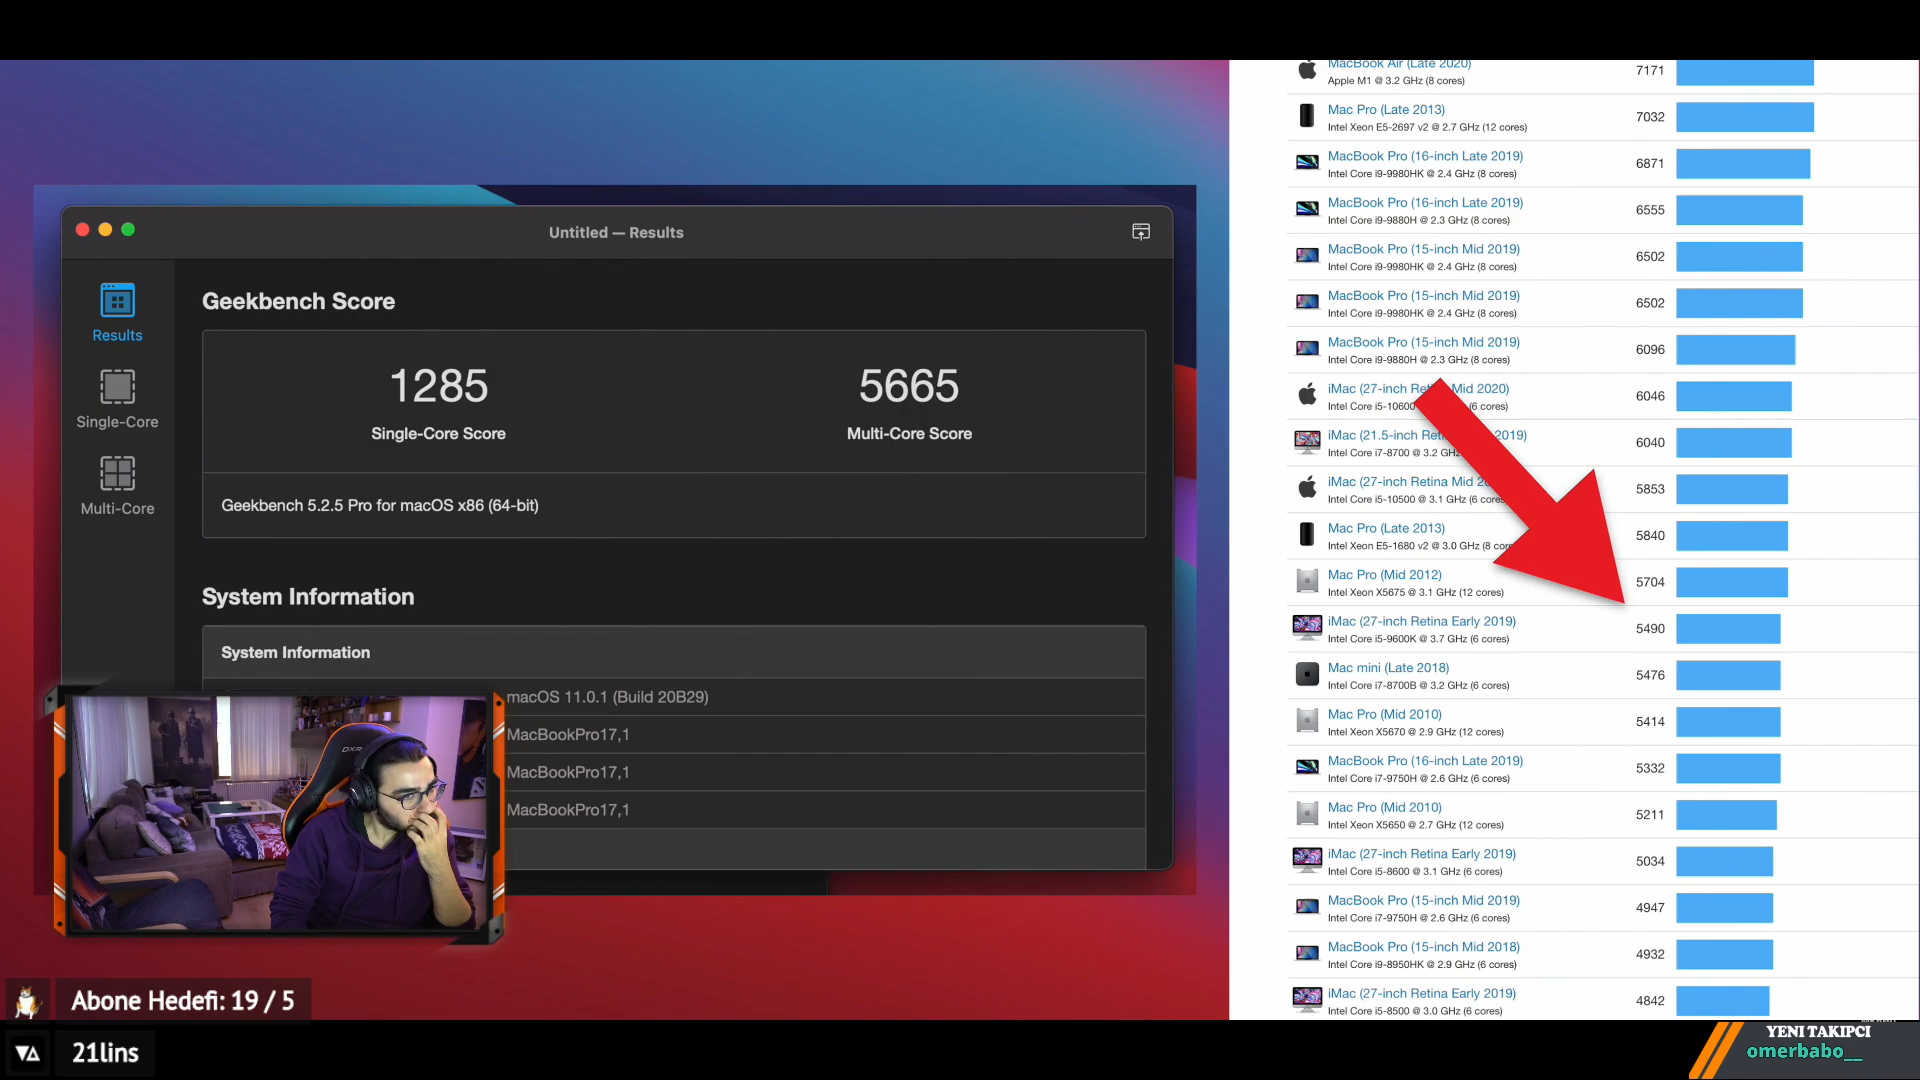 Untitled — Results
Results
Single-Core
Multi-Core
Geekbench Score
1285
Single-Core Score
5665
Multi-Core Score
Geekbench 5.2.5 Pro for macOS x86 (64-bit)
System Information
System Information
macOS 11.0.1 (Build 20B29)
MacBookPro17,1
MacBookPro17,1
MacBookPro17,1
DXR
Abone Hedefi: 19 / 5
21lins
MacBook Air (Late 2020)
Apple M1 @ 3.2 GHz (8 cores)
7171
Mac Pro (Late 2013)
Intel Xeon E5-2697 v2 @ 2.7 GHz (12 cores)
7032
MacBook Pro (16-inch Late 2019)
Intel Core i9-9980HK @ 2.4 GHz (8 cores)
6871
MacBook Pro (16-inch Late 2019)
Intel Core i9-9880H @ 2.3 GHz (8 cores)
6555
MacBook Pro (15-inch Mid 2019)
Intel Core i9-9980HK @ 2.4 GHz (8 cores)
6502
MacBook Pro (15-inch Mid 2019)
Intel Core i9-9980HK @ 2.4 GHz (8 cores)
6502
MacBook Pro (15-inch Mid 2019)
Intel Core i9-9880H @ 2.3 GHz (8 cores)
6096
iMac (27-inch Mid 2020)
Intel Core i5-10600 (6 cores)
6046
iMac (21.5-inch 2019)
Intel Core i7-8700 @ 3.2
6040
iMac (27-inch Retina Mid
Intel Core i5-10500 @ 3.1 GHz (6
5853
Mac Pro (Late 2013)
Intel Xeon E5-1680 v2 @ 3.0 GHz (8
5840
Mac Pro (Mid 2012)
Intel Xeon X5675 @ 3.1 GHz (12 cores)
5704
iMac (27-inch Retina Early 2019)
Intel Core i5-9600K @ 3.7 GHz (6 cores)
5490
Mac mini (Late 2018)
Intel Core i7-8700B @ 3.2 GHz (6 cores)
5476
Mac Pro (Mid 2010)
Intel Xeon X5670 @ 2.9 GHz (12 cores)
5414
MacBook Pro (16-inch Late 2019)
Intel Core i7-9750H @ 2.6 GHz (6 cores)
5332
Mac Pro (Mid 2010)
Intel Xeon X5650 @ 2.7 GHz (12 cores)
5211
iMac (27-inch Retina Early 2019)
Intel Core i5-8600 @ 3.1 GHz (6 cores)
5034
MacBook Pro (15-inch Mid 2019)
Intel Core i7-9750H @ 2.6 GHz (6 cores)
4947
MacBook Pro (15-inch Mid 2018)
Intel Core i9-8950HK @ 2.9 GHz (6 cores)
4932
iMac (27-inch Retina Early 2019)
Intel Core i5-8500 @ 3.0 GHz (6 cores)
4842
YENI TAKIPCI
omerbabo__